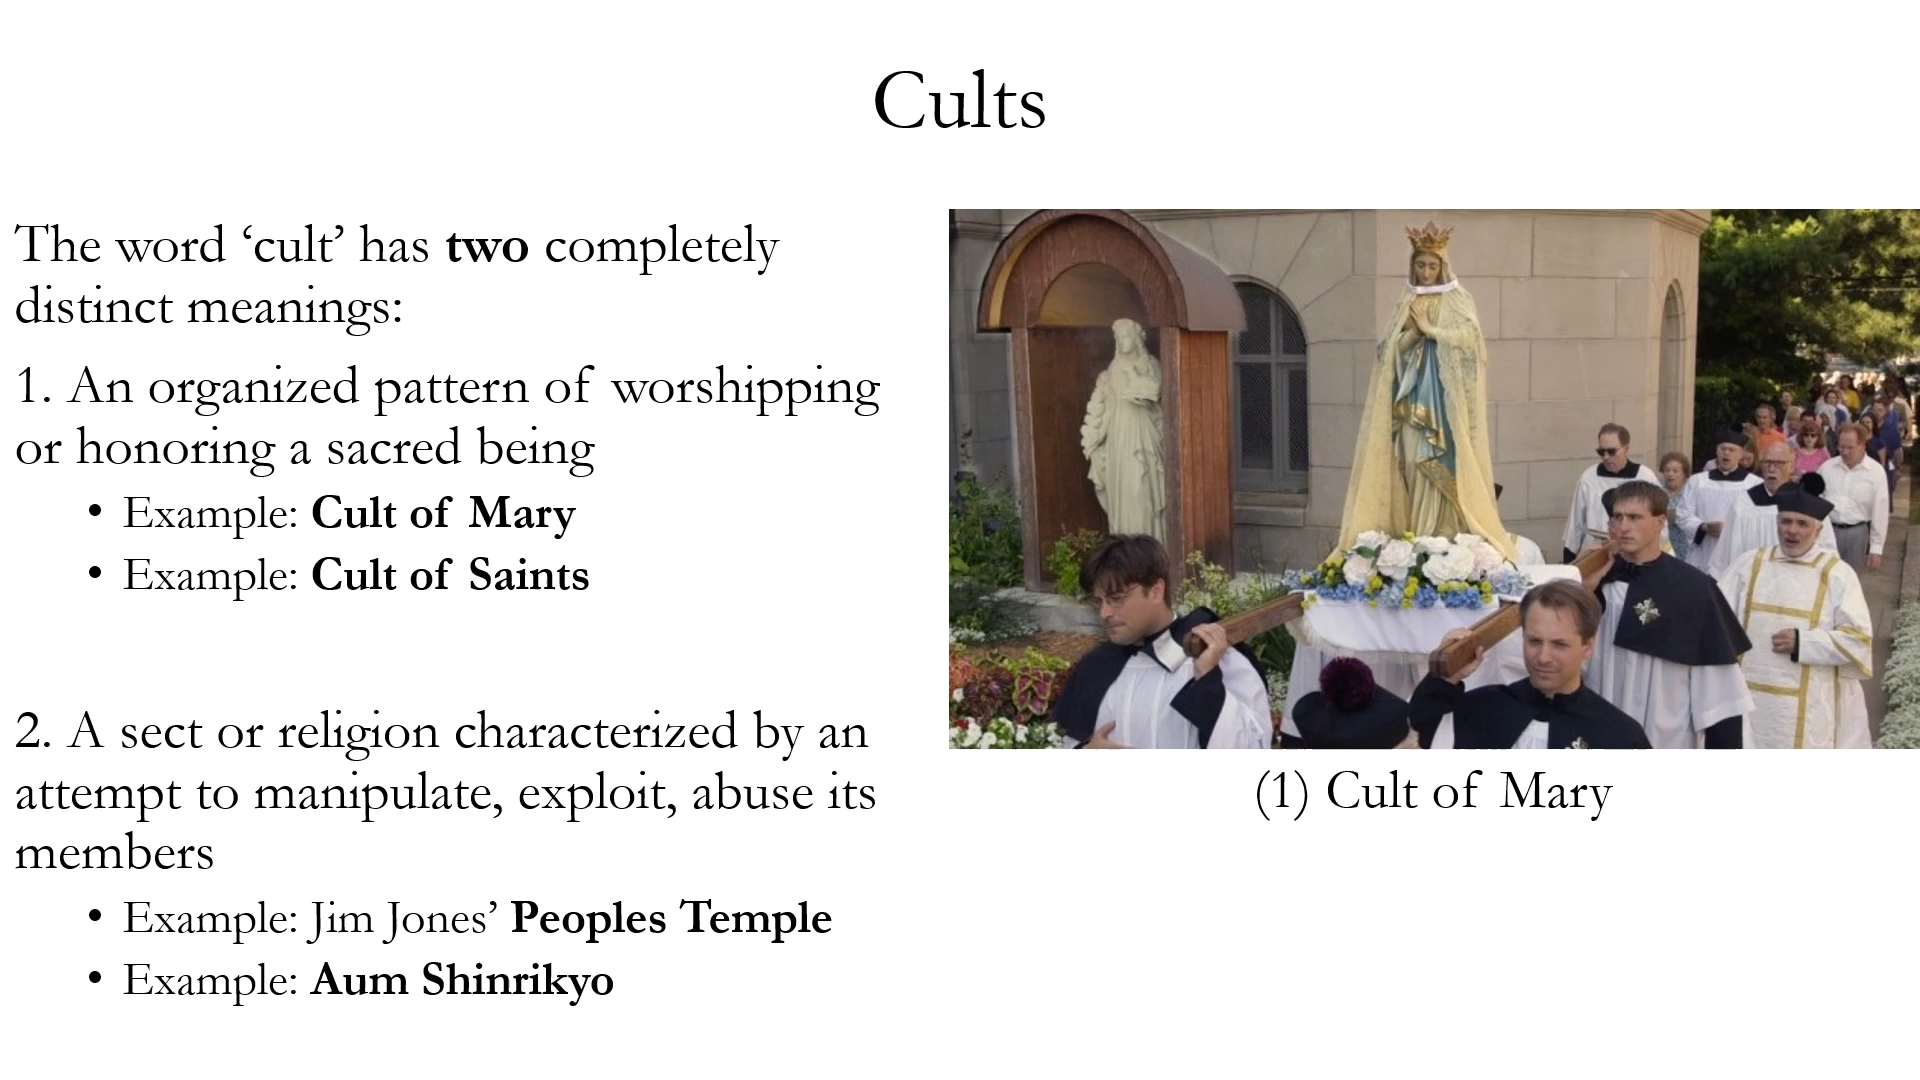 Cults
The word ‘cult’ has two completely
distinct meanings:
1. An organized pattern of worshipping
or honoring a sacred being
• Example: Cult of Mary
• Example: Cult of Saints
2. A sect or religion characterized by an
attempt to manipulate, exploit, abuse its
members
• Example: Jim Jones’ Peoples Temple
• Example: Aum Shinrikyo
(1) Cult of Mary